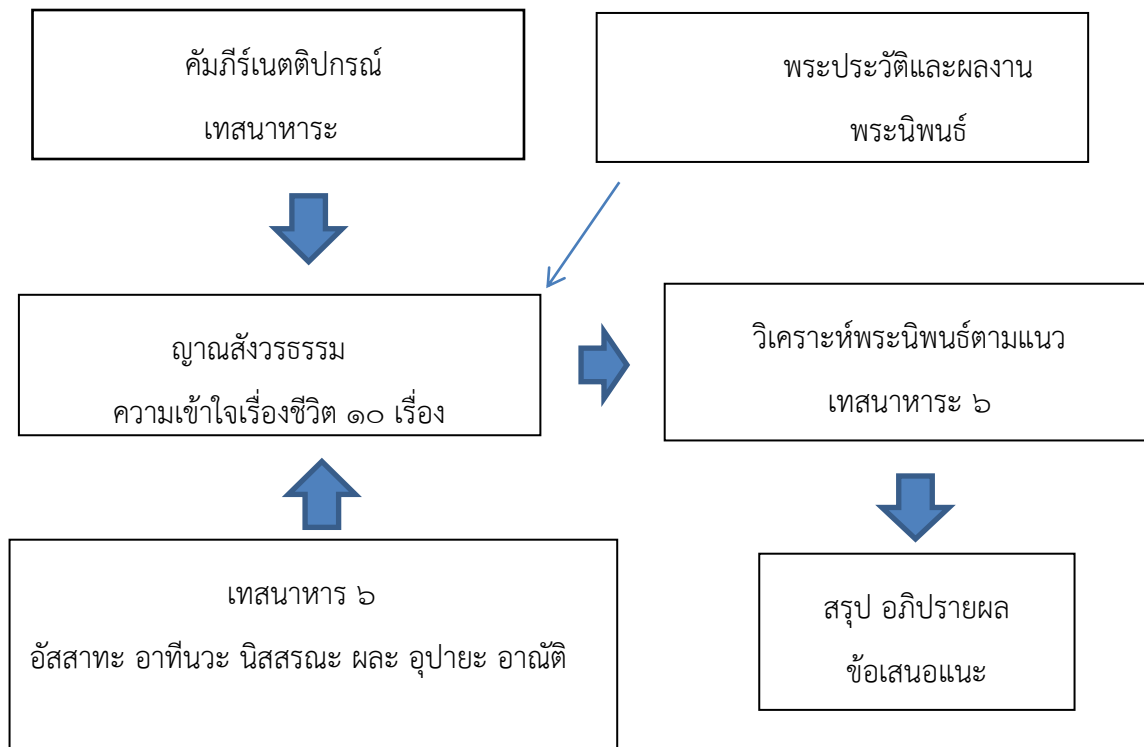 คัมภีร์เนตติปกรณ์
เทสนาหาระ
พระประวัติและผลงาน
พระนิพนธ์
ญาณสังวรธรรม
ความเข้าใจเรื่องชีวิต ๑๐ เรื่อง
วิเคราะห์พระนิพนธ์ตามแนว
เทสนาหาระ ๖
เทสนาหาร ๖
อัสสาทะ อาทีนวะ นิสสรณะ ผละ อุปายะ อาณัติ
สรุป อภิปรายผล
ข้อเสนอแนะ